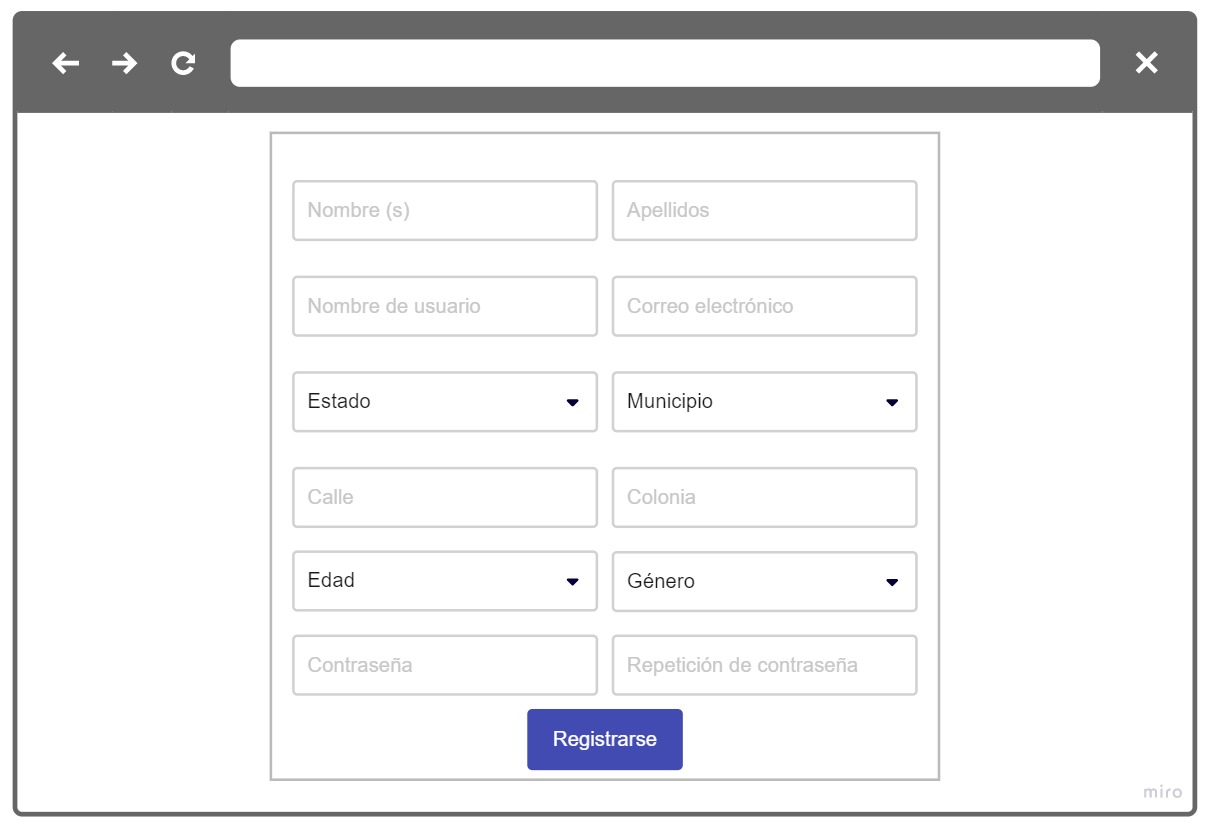 Nombre (s)
Apellidos
Nombre de usuario
Correo electrónico
Estado
Municipio
Calle
Colonia
Edad
Género
Contraseña
Repetición de contraseña
Registrarse
miro